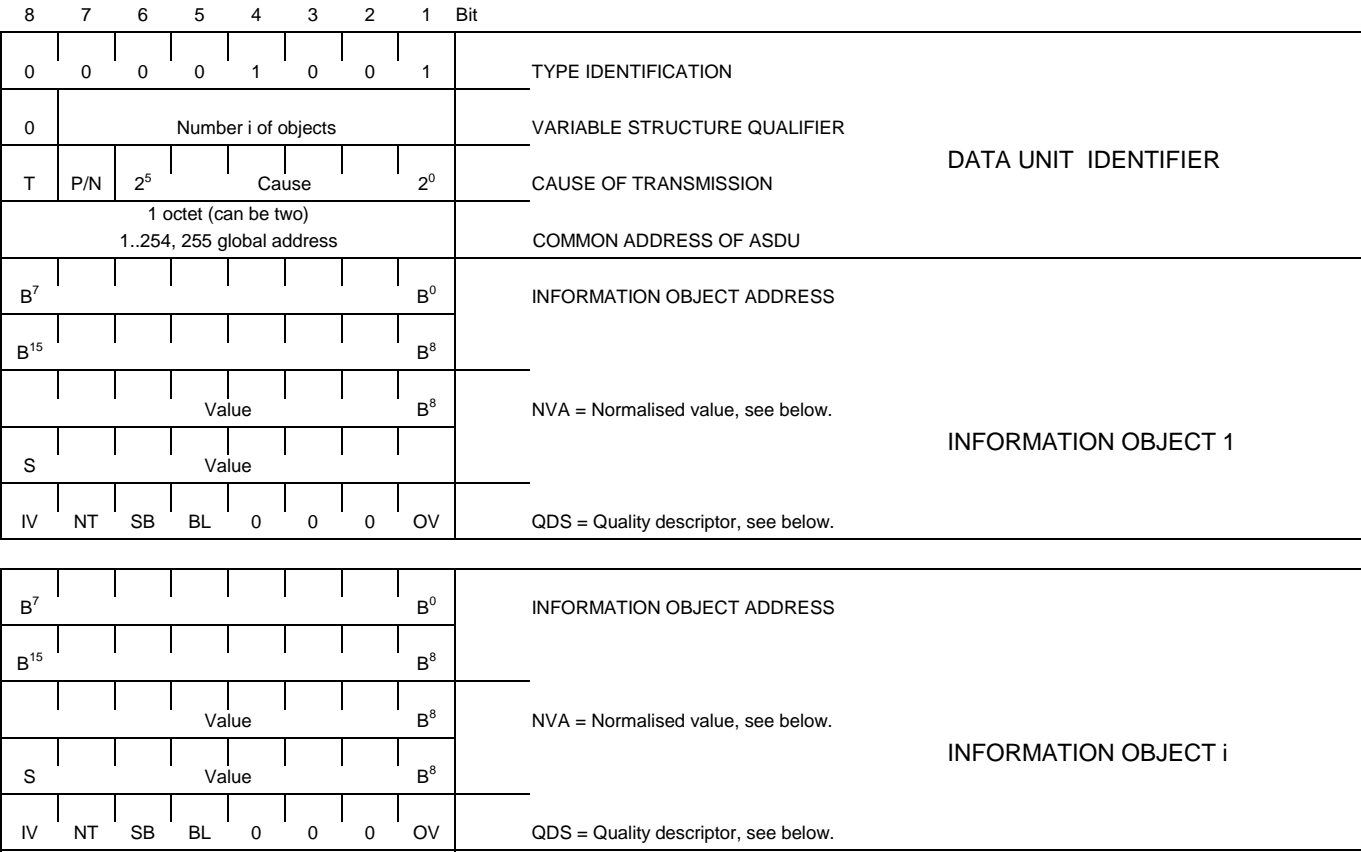 8 7 6 5 4 3 2 1 Bit
0 0 0 0 1 0 0 1 TYPE IDENTIFICATION
0 Number i of objects VARIABLE STRUCTURE QUALIFIER
DATA UNIT IDENTIFIER
T P/N 2⁵ Cause 2⁰ CAUSE OF TRANSMISSION
1 octet (can be two)
1..254, 255 global address COMMON ADDRESS OF ASDU
B⁷ B⁰ INFORMATION OBJECT ADDRESS
B¹⁵ B⁸
Value B⁸ NVA = Normalised value, see below.
INFORMATION OBJECT 1
S Value
IV NT SB BL 0 0 0 OV QDS = Quality descriptor, see below.
B⁷ B⁰ INFORMATION OBJECT ADDRESS
B¹⁵ B⁸
Value B⁸ NVA = Normalised value, see below.
INFORMATION OBJECT i
S Value B⁸
IV NT SB BL 0 0 0 OV QDS = Quality descriptor, see below.